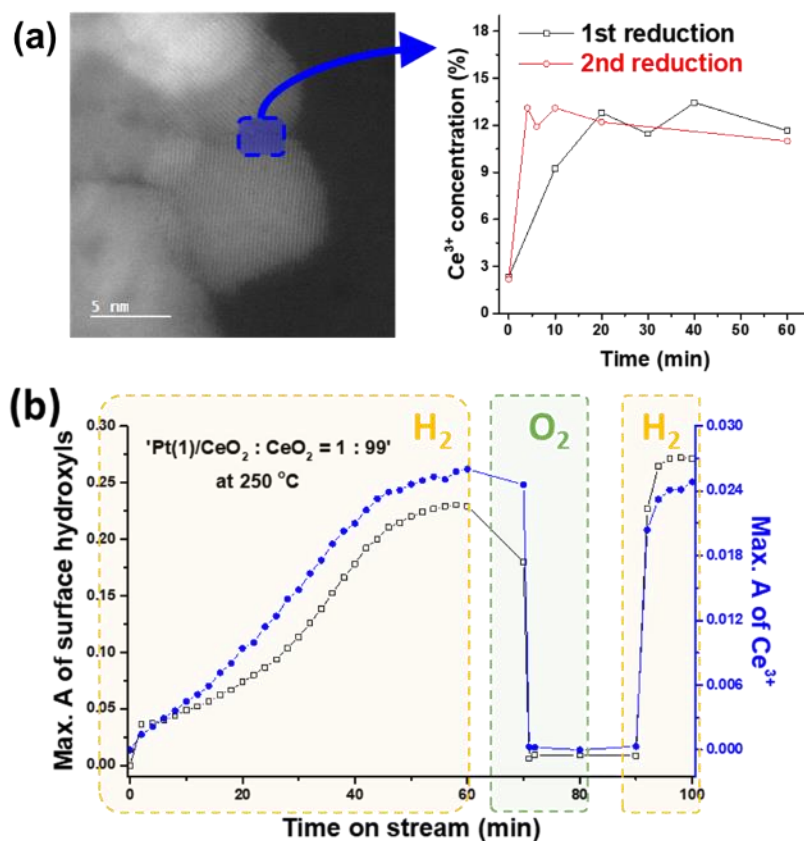 (a)
5 nm
Ce³⁺ concentration (%)
18
15
12
9
6
3
0
1st reduction
2nd reduction
0 10 20 30 40 50 60
Time (min)
(b)
H₂
O₂
H₂
'Pt(1)/CeO₂ : CeO₂ = 1 : 99'
at 250 °C
Max. A of surface hydroxyls
0.30
0.25
0.20
0.15
0.10
0.05
0.00
0 20 40 60 80 100
Time on stream (min)
0.030
0.024
0.018
0.012
0.006
0.000
Max. A of Ce³⁺